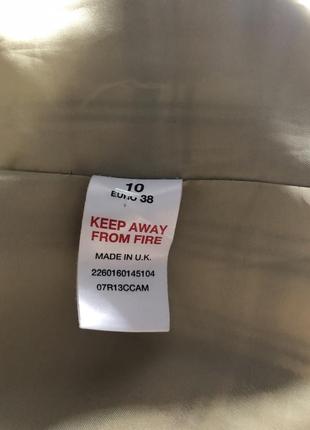 10
EURO 38
KEEP AWAY
FROM FIRE
MADE IN U.K.
2260160145104
07R13CCAM